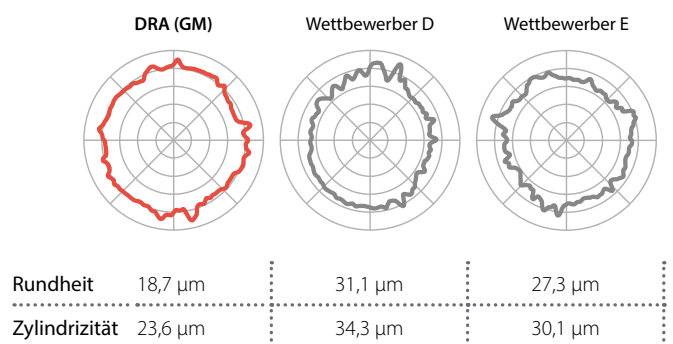 DRA (GM) Wettbewerber D Wettbewerber E
Rundheit 18,7 µm 31,1 µm 27,3 µm
Zylindrizität 23,6 µm 34,3 µm 30,1 µm